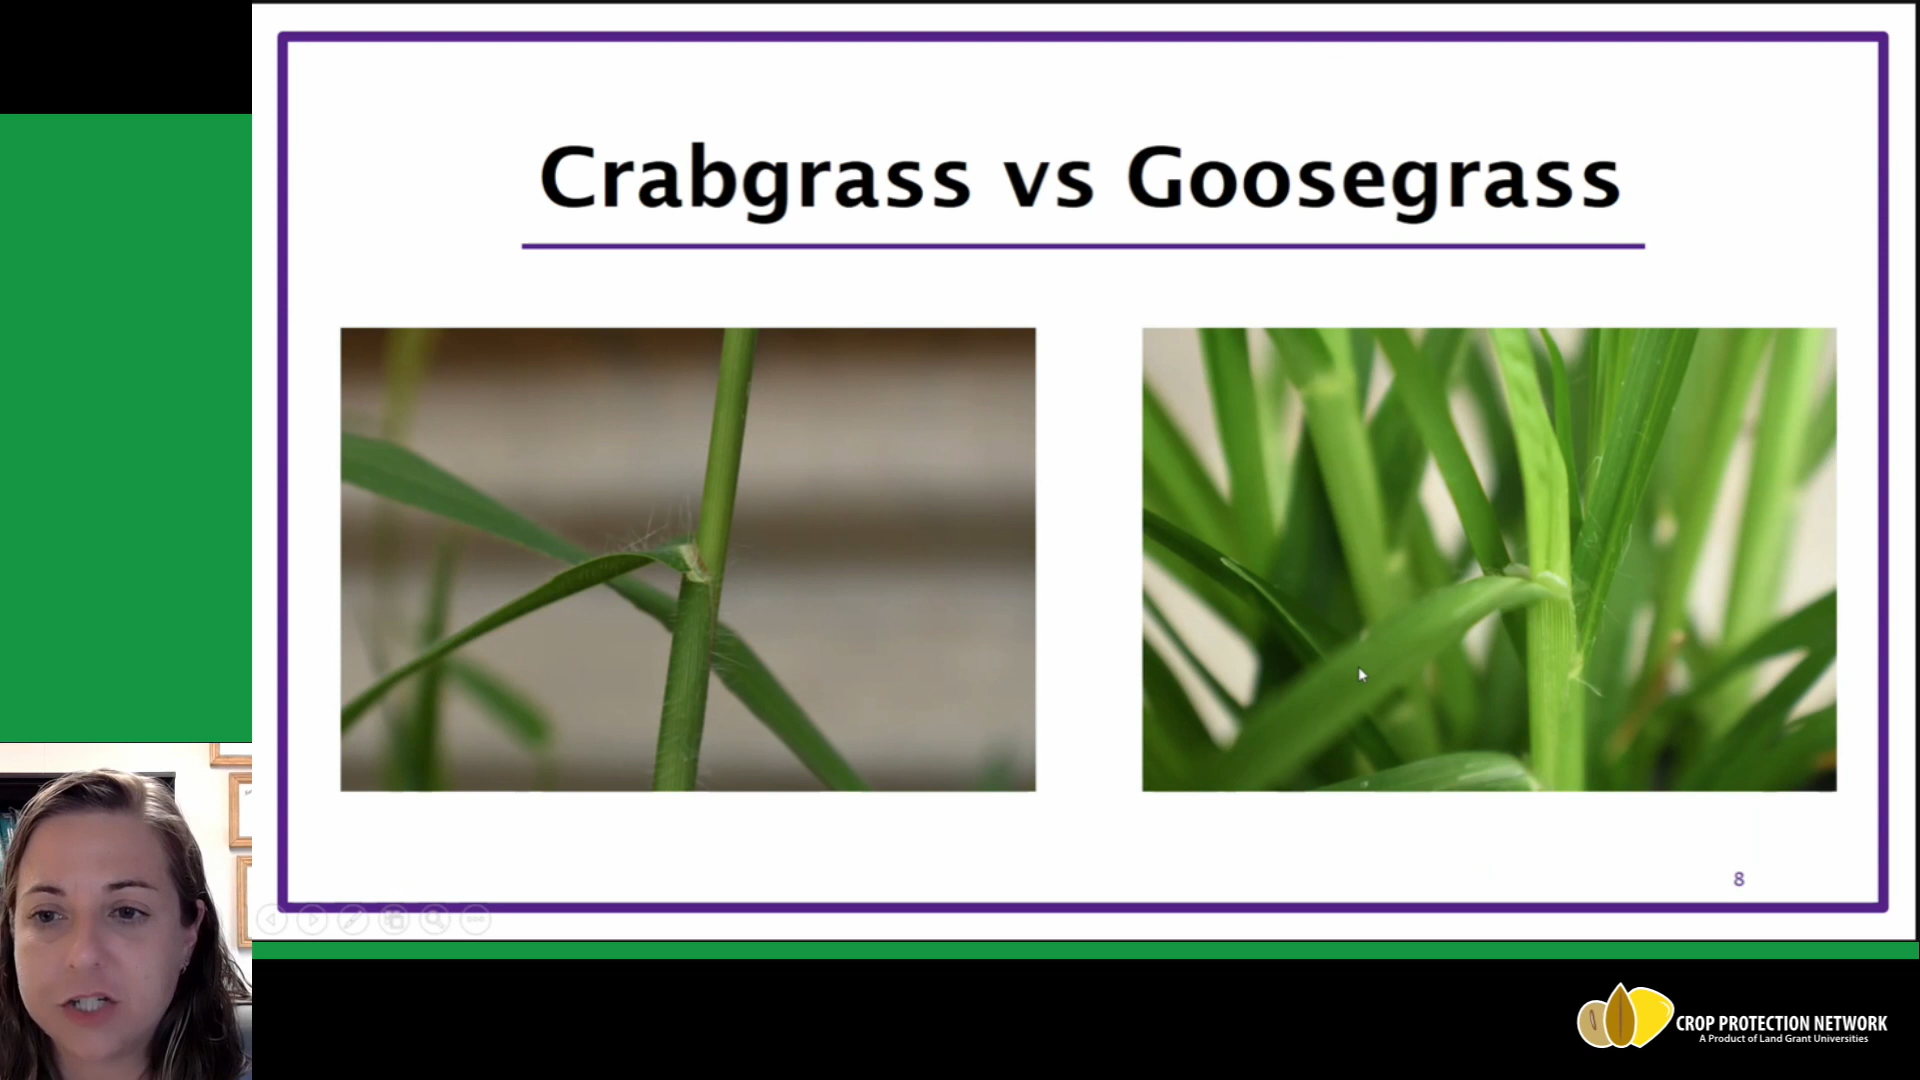 Crabgrass vs Goosegrass
8
CROP PROTECTION NETWORK
A Product of Land Grant Universities